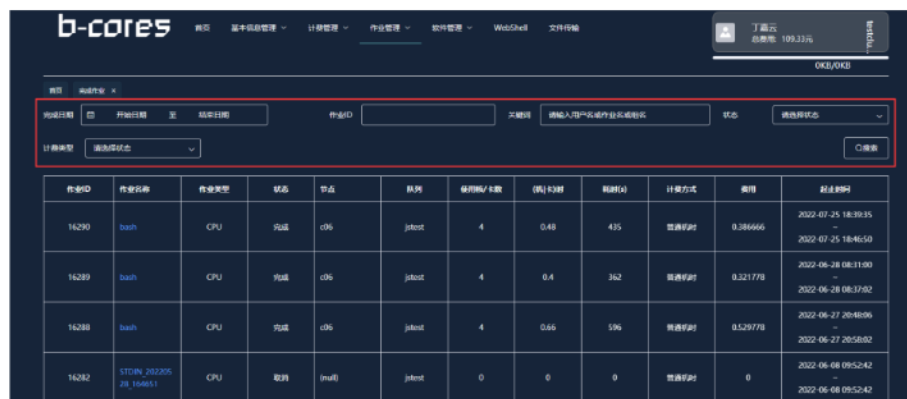 b-cores 首页 基本信息管理 计费管理 作业管理 软件管理 WebShell 文件传输
丁嘉云
总费用: 109.33元
testclu...
0KB/0KB
首页 完成作业 ×
完成日期 开始日期 至 结束日期 作业ID 关键词 请输入用户名或作业名或组名 状态 请选择状态
计费类型 请选择状态 搜索
作业ID 作业名称 作业类型 状态 节点 队列 使用核/卡数 (核|卡)时 耗时(s) 计费方式 费用 起止时间
16290 bash CPU 完成 c06 jstest 4 0.48 435 普通机时 0.386666 2022-07-25 18:39:35
~
2022-07-25 18:46:50
16289 bash CPU 完成 c06 jstest 4 0.4 362 普通机时 0.321778 2022-06-28 08:31:00
~
2022-06-28 08:37:02
16288 bash CPU 完成 c06 jstest 4 0.66 596 普通机时 0.529778 2022-06-27 20:48:06
~
2022-06-27 20:58:02
16282 STDIN_202205
28_164651 CPU 取消 (null) jstest 0 0 0 普通机时 0 2022-06-08 09:52:42
~
2022-06-08 09:52:42